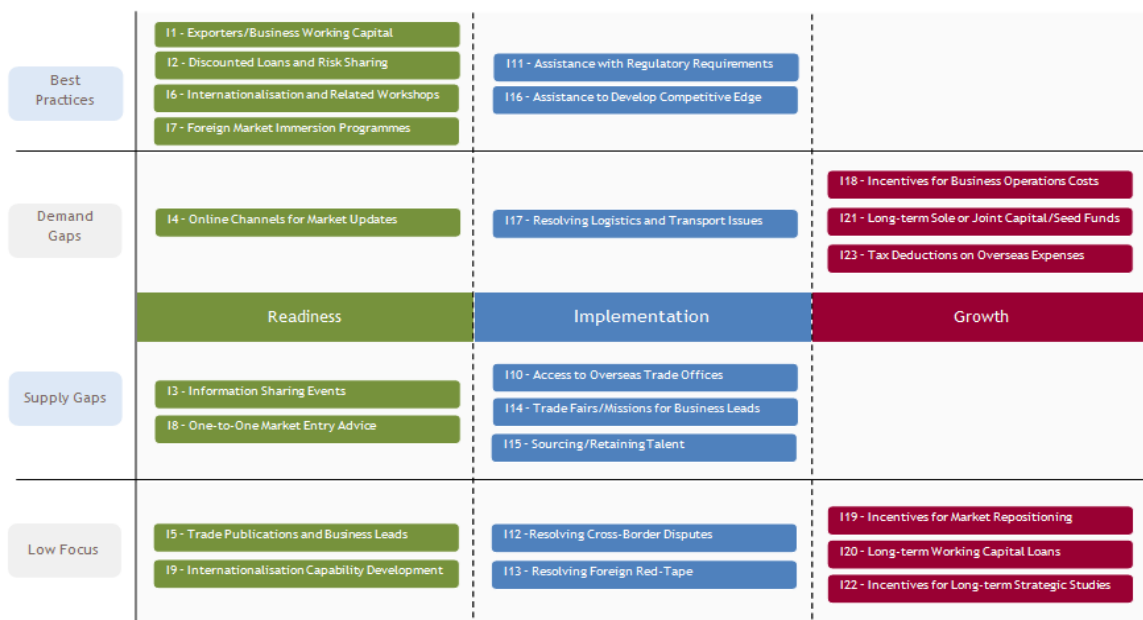 Best
Practices
I1 - Exporters/Business Working Capital
I2 - Discounted Loans and Risk Sharing
I6 - Internationalisation and Related Workshops
I7 - Foreign Market Immersion Programmes
I11 - Assistance with Regulatory Requirements
I16 - Assistance to Develop Competitive Edge
Demand
Gaps
I4 - Online Channels for Market Updates
I17 - Resolving Logistics and Transport Issues
I18 - Incentives for Business Operations Costs
I21 - Long-term Sole or Joint Capital/Seed Funds
I23 - Tax Deductions on Overseas Expenses
Readiness
Implementation
Growth
Supply Gaps
I3 - Information Sharing Events
I8 - One-to-One Market Entry Advice
I10 - Access to Overseas Trade Offices
I14 - Trade Fairs/Missions for Business Leads
I15 - Sourcing/Retaining Talent
Low Focus
I5 - Trade Publications and Business Leads
I9 - Internationalisation Capability Development
I12 -Resolving Cross-Border Disputes
I13 - Resolving Foreign Red-Tape
I19 - Incentives for Market Repositioning
I20 - Long-term Working Capital Loans
I22 - Incentives for Long-term Strategic Studies